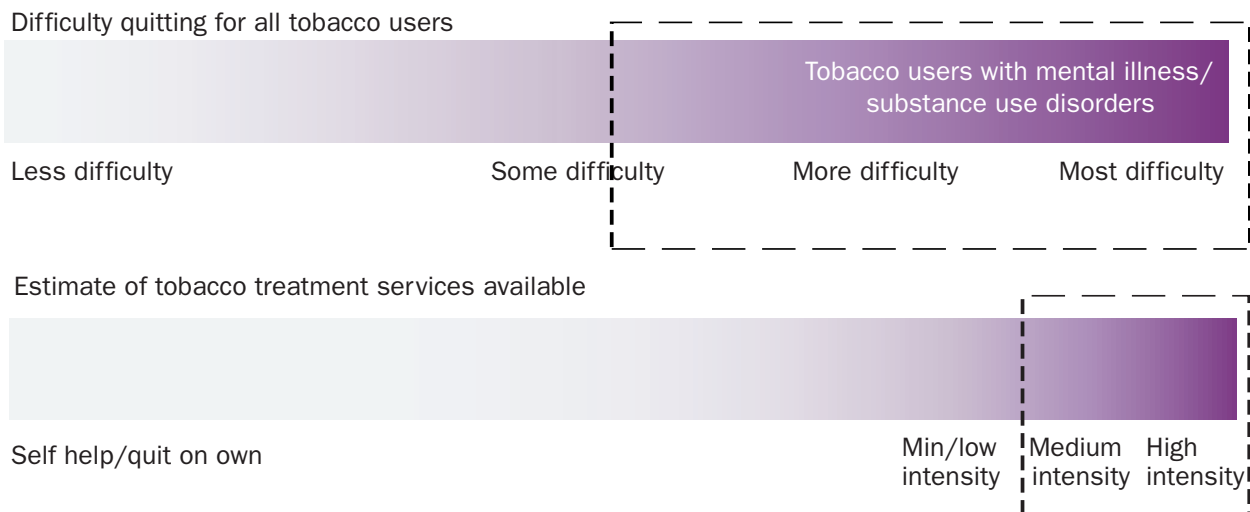 Difficulty quitting for all tobacco users
Tobacco users with mental illness/
substance use disorders
Less difficulty
Some difficulty
More difficulty
Most difficulty
Estimate of tobacco treatment services available
Self help/quit on own
Min/low
intensity
Medium
intensity
High
intensity